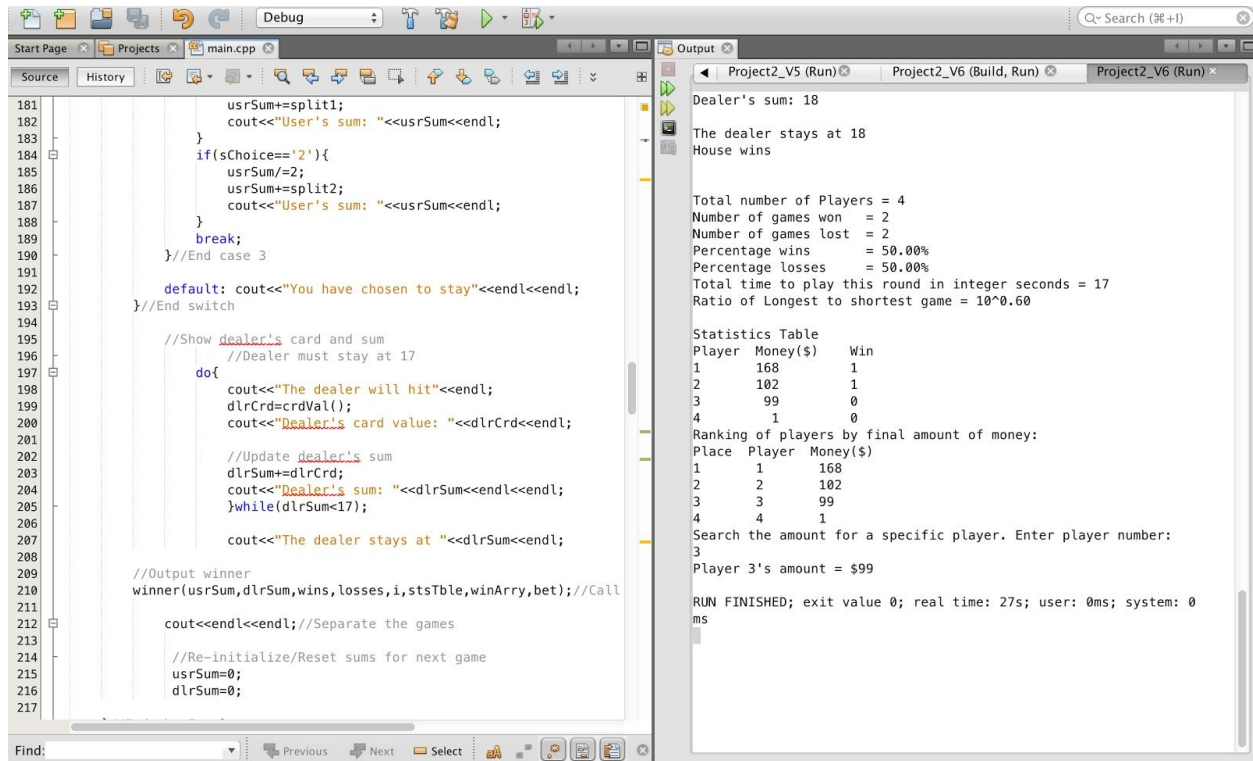 Debug
Search (⌘+I)
Start Page Projects main.cpp
Source History
181 usrSum+=split1;
182 cout<<"User's sum: "<<usrSum<<endl;
183 }
184 if(sChoice=='2'){
185 usrSum/=2;
186 usrSum+=split2;
187 cout<<"User's sum: "<<usrSum<<endl;
188 }
189 break;
190 }//End case 3
191
192 default: cout<<"You have chosen to stay"<<endl<<endl;
193 }//End switch
194
195 //Show dealer's card and sum
196 //Dealer must stay at 17
197 do{
198 cout<<"The dealer will hit"<<endl;
199 dlrCrd=crdVal();
200 cout<<"Dealer's card value: "<<dlrCrd<<endl;
201
202 //Update dealer's sum
203 dlrSum+=dlrCrd;
204 cout<<"Dealer's sum: "<<dlrSum<<endl<<endl;
205 }while(dlrSum<17);
206
207 cout<<"The dealer stays at "<<dlrSum<<endl;
208
209 //Output winner
210 winner(usrSum,dlrSum,wins,losses,i,stsTble,winArry,bet);//Call
211
212 cout<<endl<<endl;//Separate the games
213
214 //Re-initialize/Reset sums for next game
215 usrSum=0;
216 dlrSum=0;
217
Find: Previous Next Select
Output
Project2_V5 (Run) Project2_V6 (Build, Run) Project2_V6 (Run)
Dealer's sum: 18
The dealer stays at 18
House wins
Total number of Players = 4
Number of games won = 2
Number of games lost = 2
Percentage wins = 50.00%
Percentage losses = 50.00%
Total time to play this round in integer seconds = 17
Ratio of Longest to shortest game = 10^0.60
Statistics Table
Player Money($) Win
1 168 1
2 102 1
3 99 0
4 1 0
Ranking of players by final amount of money:
Place Player Money($)
1 1 168
2 2 102
3 3 99
4 4 1
Search the amount for a specific player. Enter player number:
3
Player 3's amount = $99
RUN FINISHED; exit value 0; real time: 27s; user: 0ms; system: 0
ms